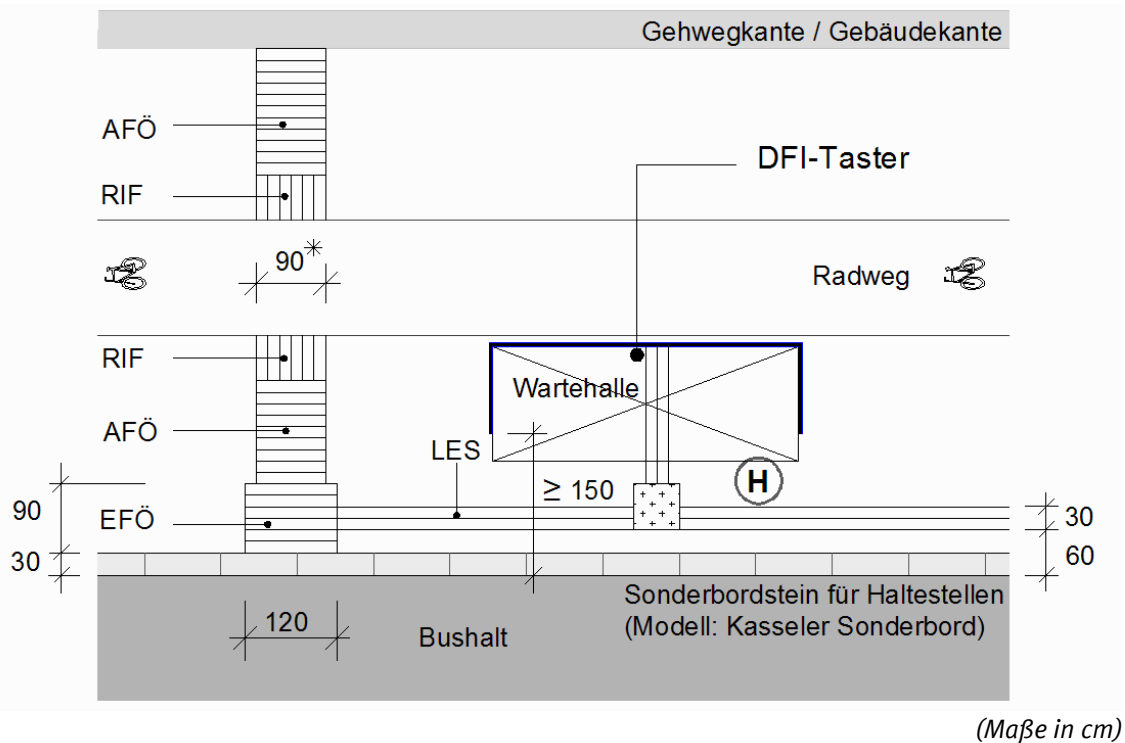 Gehwegkante / Gebäudekante
AFÖ
DFI-Taster
RIF
90*
Radweg
RIF
Wartehalle
AFÖ
LES
H
≥ 150
90
EFÖ
30
30
60
Sonderbordstein für Haltestellen
(Modell: Kasseler Sonderbord)
120
Bushalt
(Maße in cm)